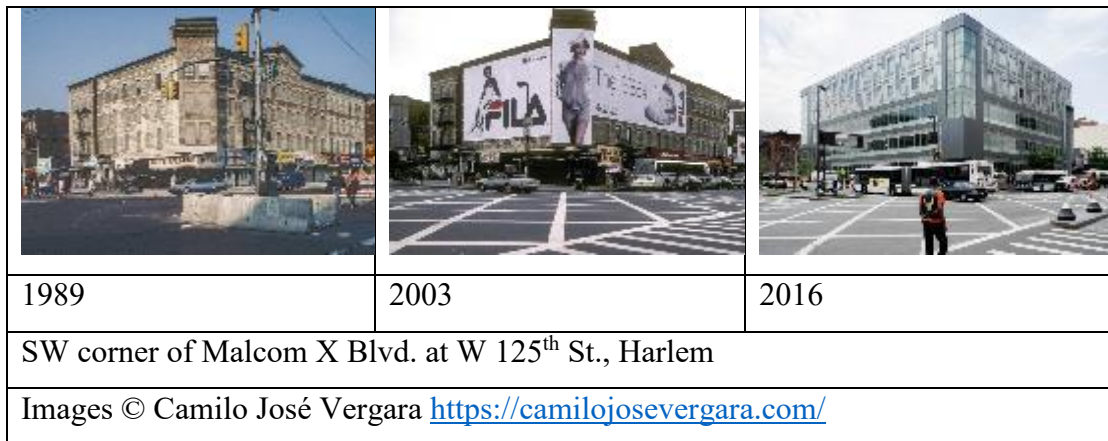 FILA
The
1989
2003
2016
SW corner of Malcom X Blvd. at W 125th St., Harlem
Images © Camilo José Vergara https://camilojosevergara.com/